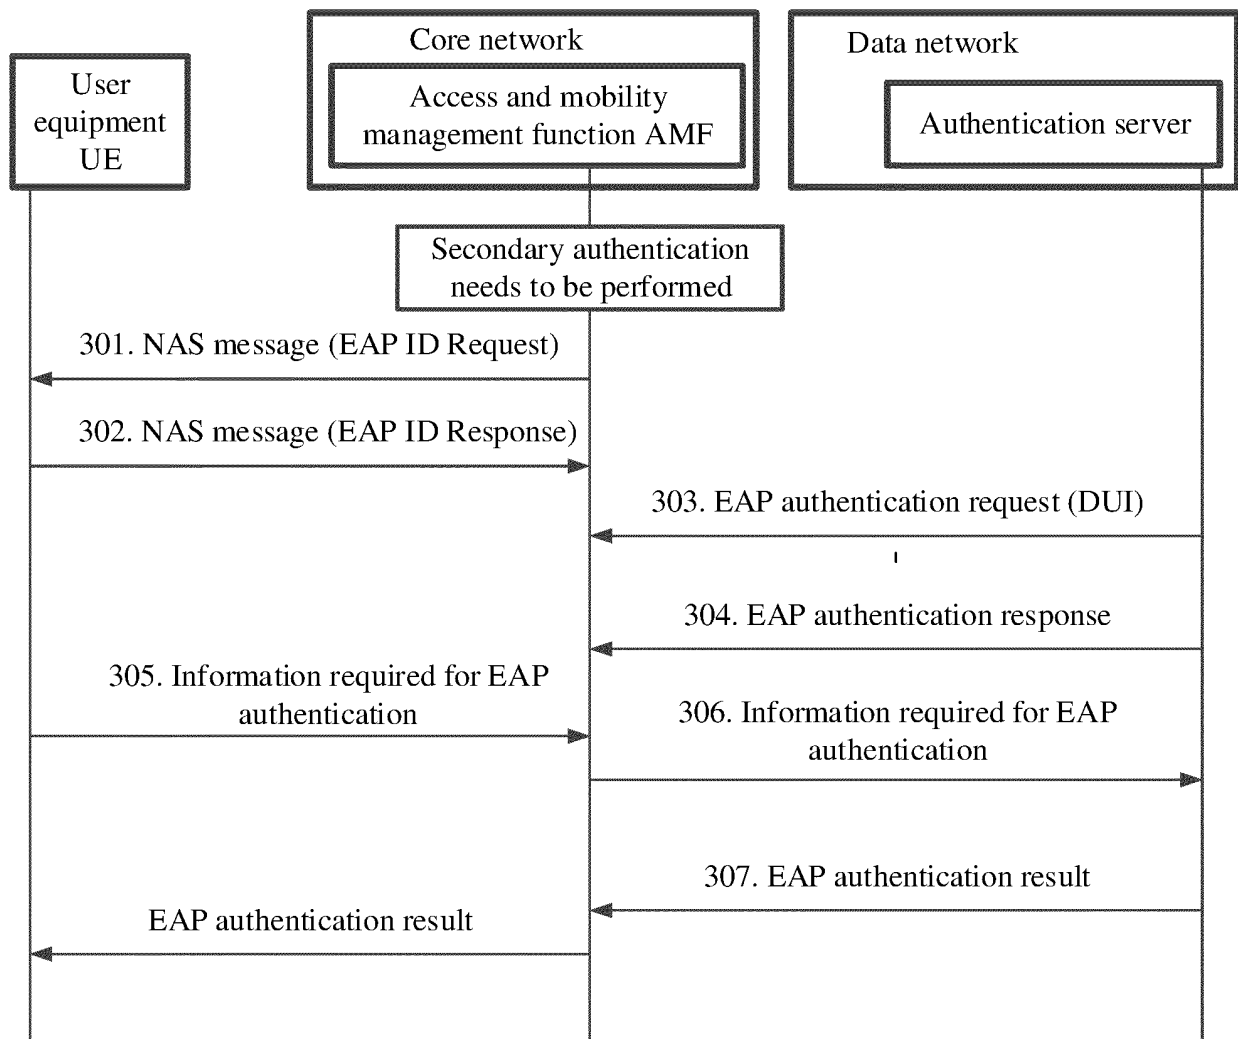 User
equipment
UE
Core network
Access and mobility
management function AMF
Data network
Authentication server
Secondary authentication
needs to be performed
301. NAS message (EAP ID Request)
302. NAS message (EAP ID Response)
303. EAP authentication request (DUI)
304. EAP authentication response
305. Information required for EAP
authentication
306. Information required for EAP
authentication
307. EAP authentication result
EAP authentication result